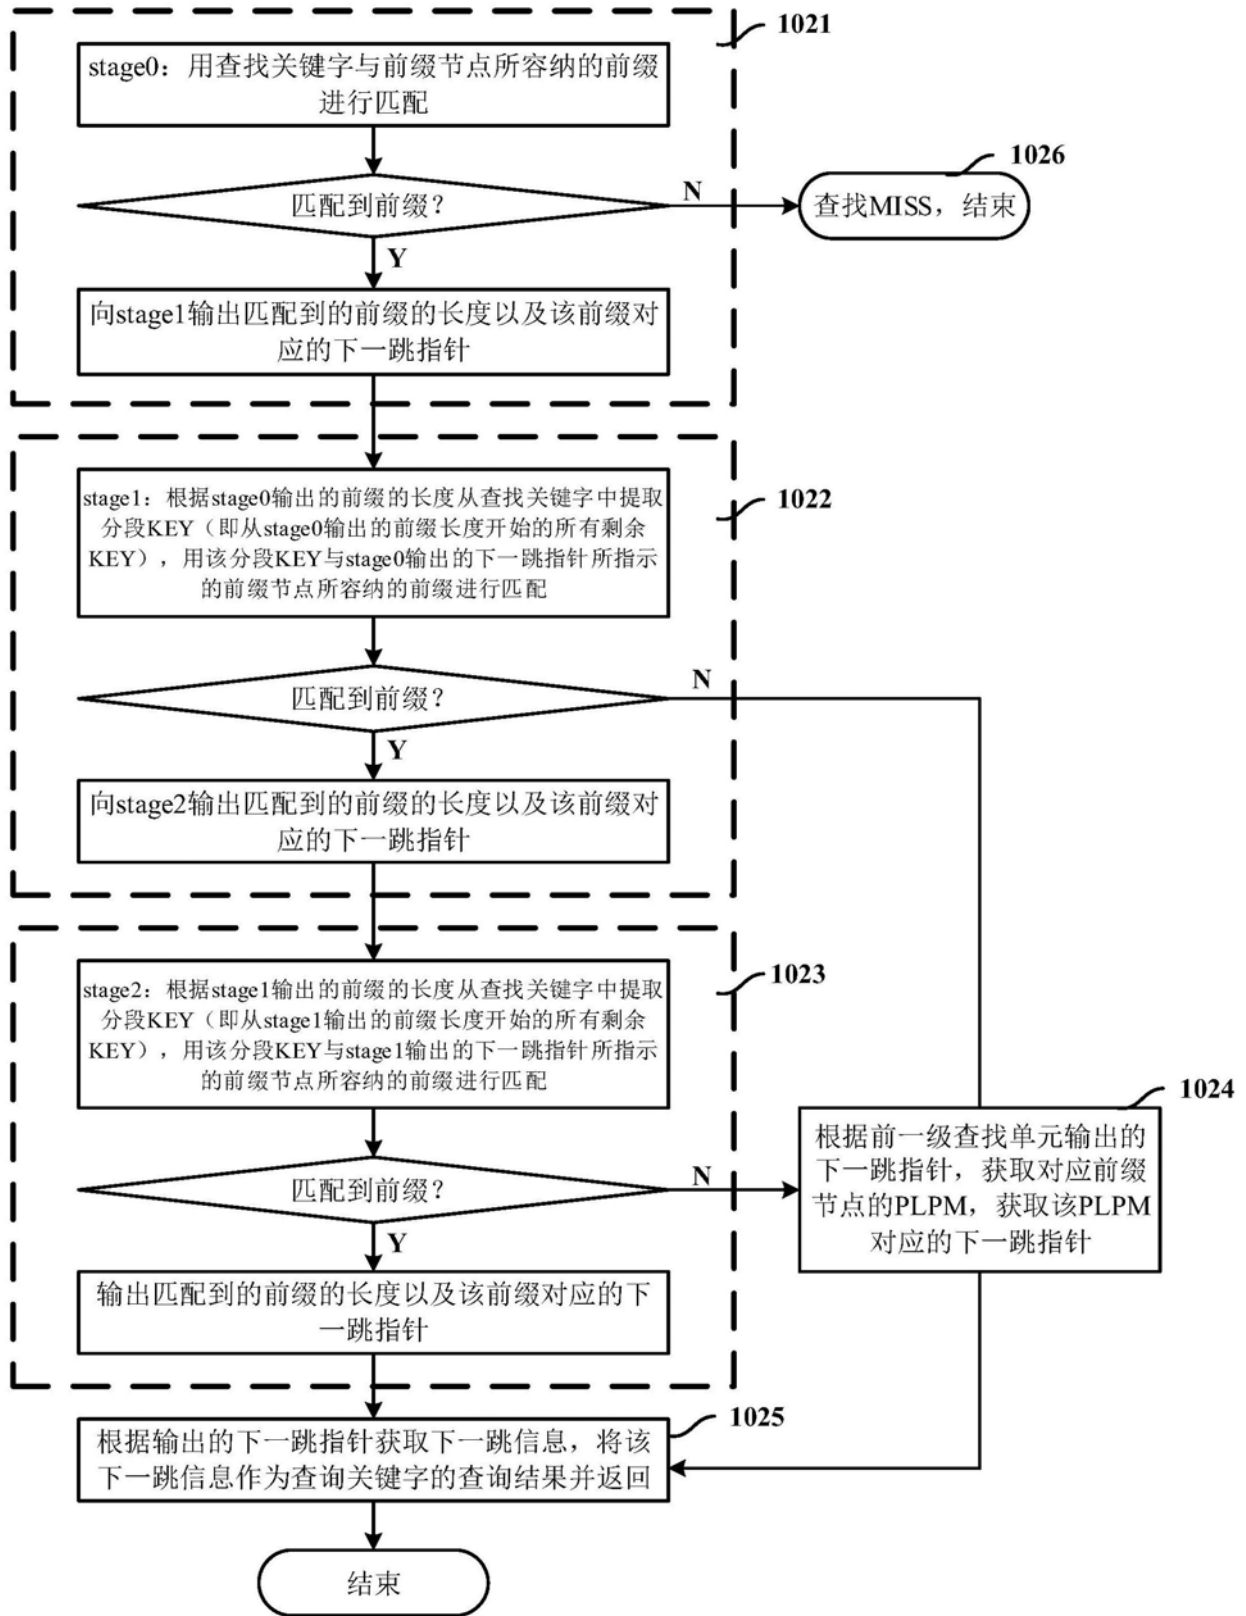 1021
stage0：用查找关键字与前缀节点所容纳的前缀
进行匹配
1026
匹配到前缀？
N
查找MISS，结束
Y
向stage1输出匹配到的前缀的长度以及该前缀对
应的下一跳指针
1022
stage1：根据stage0输出的前缀的长度从查找关键字中提取
分段KEY（即从stage0输出的前缀长度开始的所有剩余
KEY），用该分段KEY与stage0输出的下一跳指针所指示
的前缀节点所容纳的前缀进行匹配
匹配到前缀？
N
Y
向stage2输出匹配到的前缀的长度以及该前缀对
应的下一跳指针
1023
stage2：根据stage1输出的前缀的长度从查找关键字中提取
分段KEY（即从stage1输出的前缀长度开始的所有剩余
KEY），用该分段KEY与stage1输出的下一跳指针所指示
的前缀节点所容纳的前缀进行匹配
1024
根据前一级查找单元输出的
下一跳指针，获取对应前缀
节点的PLPM，获取该PLPM
对应的下一跳指针
匹配到前缀？
N
Y
输出匹配到的前缀的长度以及该前缀对应的下
一跳指针
1025
根据输出的下一跳指针获取下一跳信息，将该
下一跳信息作为查询关键字的查询结果并返回
结束